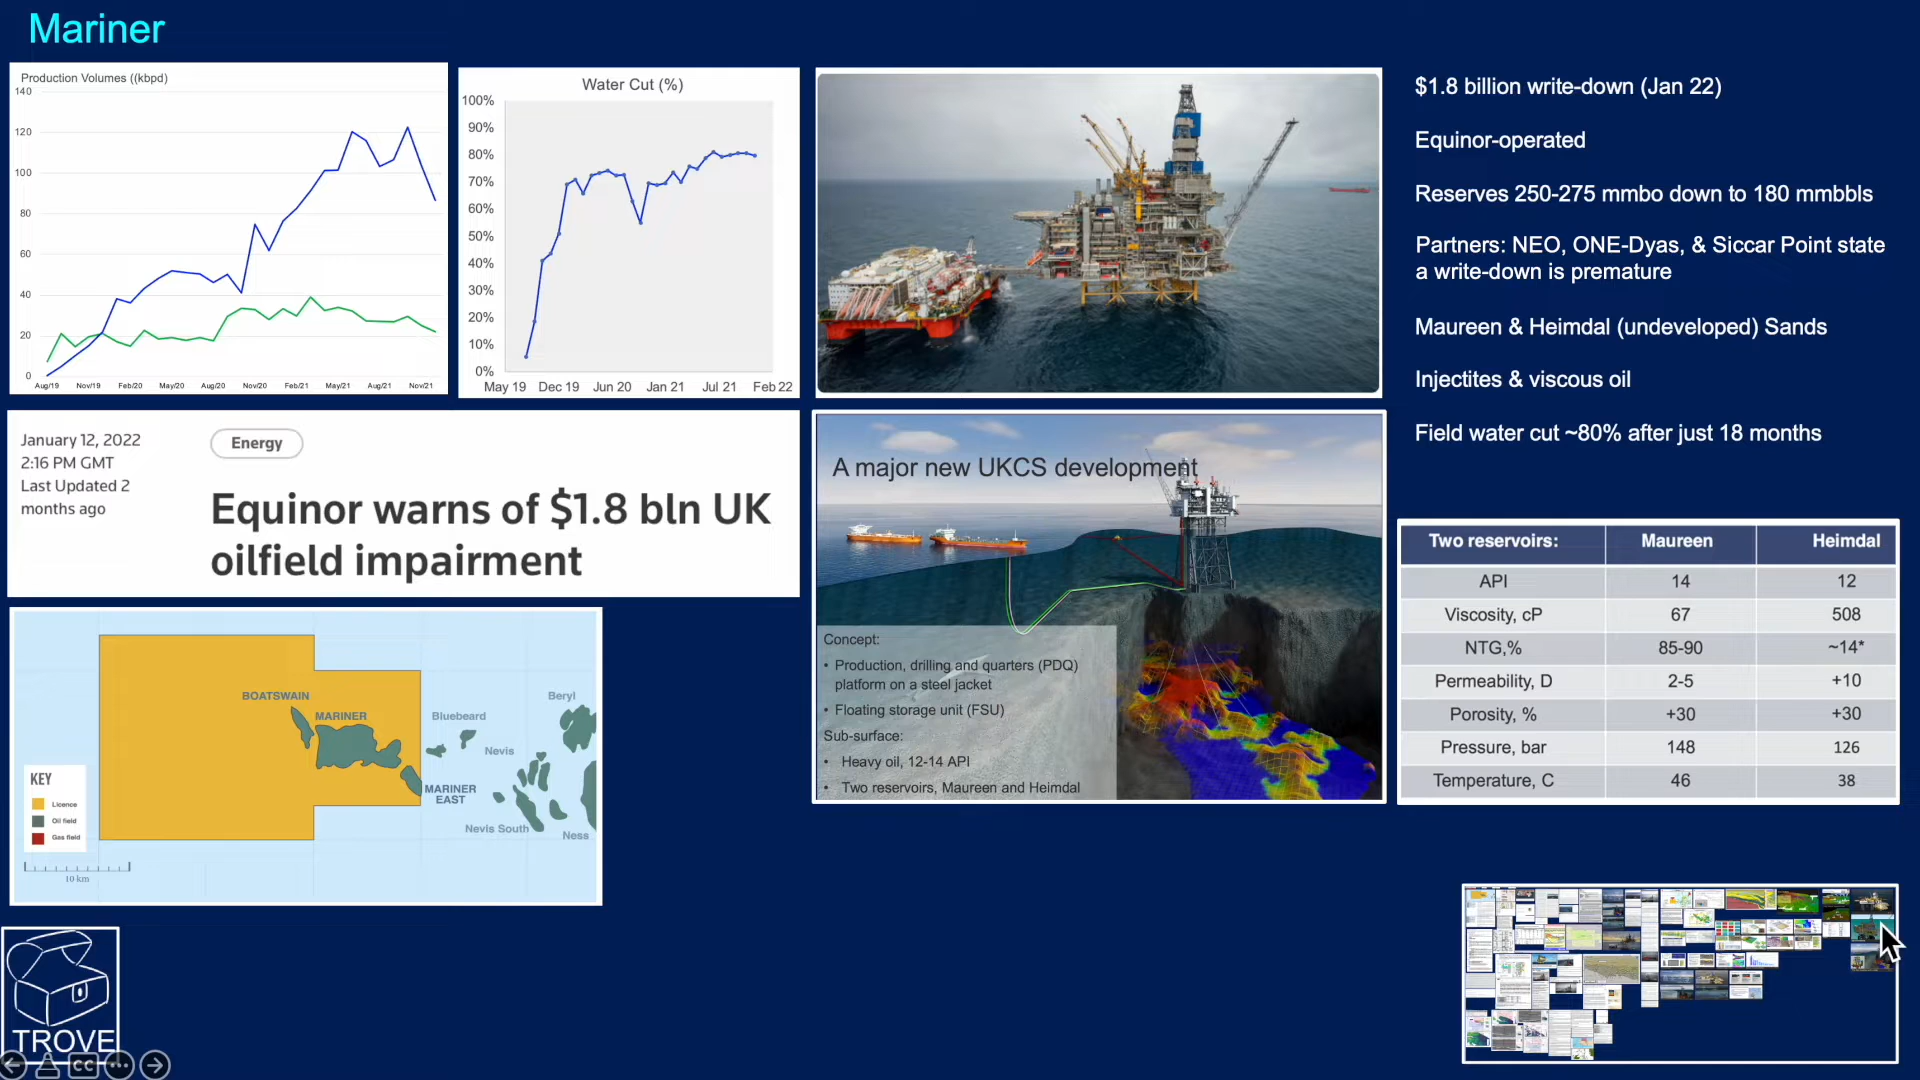 Mariner
Production Volumes ((kbpd)
140
120
100
80
60
40
20
0
Aug/19 Nov/19 Feb/20 May/20 Aug/20 Nov/20 Feb/21 May/21 Aug/21 Nov/21
Water Cut (%)
100%
90%
80%
70%
60%
50%
40%
30%
20%
10%
0%
May 19 Dec 19 Jun 20 Jan 21 Jul 21 Feb 22
$1.8 billion write-down (Jan 22)
Equinor-operated
Reserves 250-275 mmbo down to 180 mmbbls
Partners: NEO, ONE-Dyas, & Siccar Point state
a write-down is premature
Maureen & Heimdal (undeveloped) Sands
Injectites & viscous oil
Field water cut ~80% after just 18 months
January 12, 2022
2:16 PM GMT
Last Updated 2
months ago
Energy
Equinor warns of $1.8 bln UK
oilfield impairment
A major new UKCS development
Concept:
• Production, drilling and quarters (PDQ)
platform on a steel jacket
• Floating storage unit (FSU)
Sub-surface:
• Heavy oil, 12-14 API
• Two reservoirs, Maureen and Heimdal
Two reservoirs: Maureen Heimdal
API 14 12
Viscosity, cP 67 508
NTG,% 85-90 ~14*
Permeability, D 2-5 +10
Porosity, % +30 +30
Pressure, bar 148 126
Temperature, C 46 38
BOATSWAIN
MARINER
Bluebeard
Beryl
Nevis
MARINER
EAST
Nevis South
Ness
KEY
Licence
Oil field
Gas field
10 km
TROVE
CC